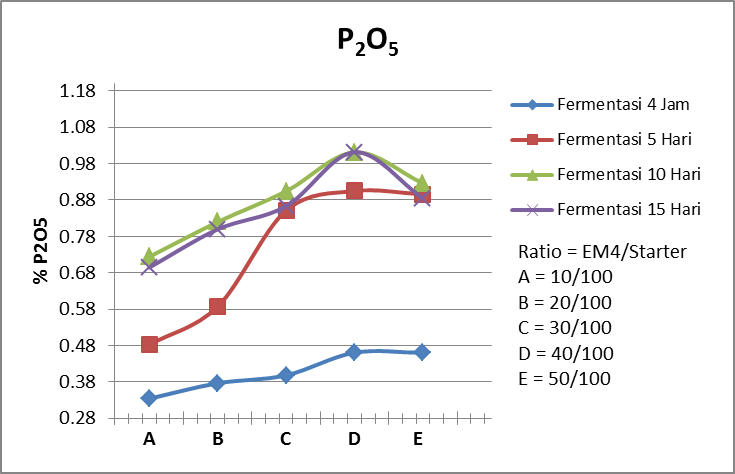 P₂O₅
% P2O5
1.18
1.08
0.98
0.88
0.78
0.68
0.58
0.48
0.38
0.28
A B C D E
Fermentasi 4 Jam
Fermentasi 5 Hari
Fermentasi 10 Hari
Fermentasi 15 Hari
Ratio = EM4/Starter
A = 10/100
B = 20/100
C = 30/100
D = 40/100
E = 50/100